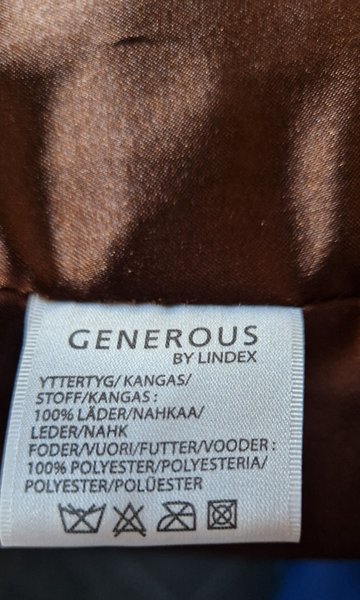 GENEROUS
BY LINDEX
YTTERTYG/KANGAS/
STOFF/KANGAS :
100% LÄDER/NAHKAA/
LEDER/NAHK
FODER/VUORI/FUTTER/VOODER :
100% POLYESTER/POLYESTERIA/
POLYESTER/POLÜESTER